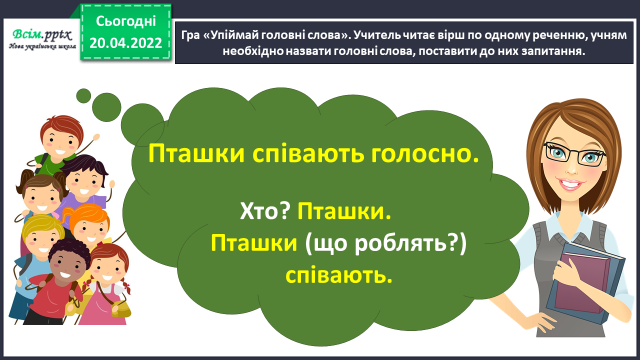 Всім.pptx
Нова українська школа
Сьогодні
20.04.2022
Гра «Упіймай головні слова». Учитель читає вірш по одному реченню, учням
необхідно назвати головні слова, поставити до них запитання.
Пташки співають голосно.
Хто? Пташки.
Пташки (що роблять?)
співають.